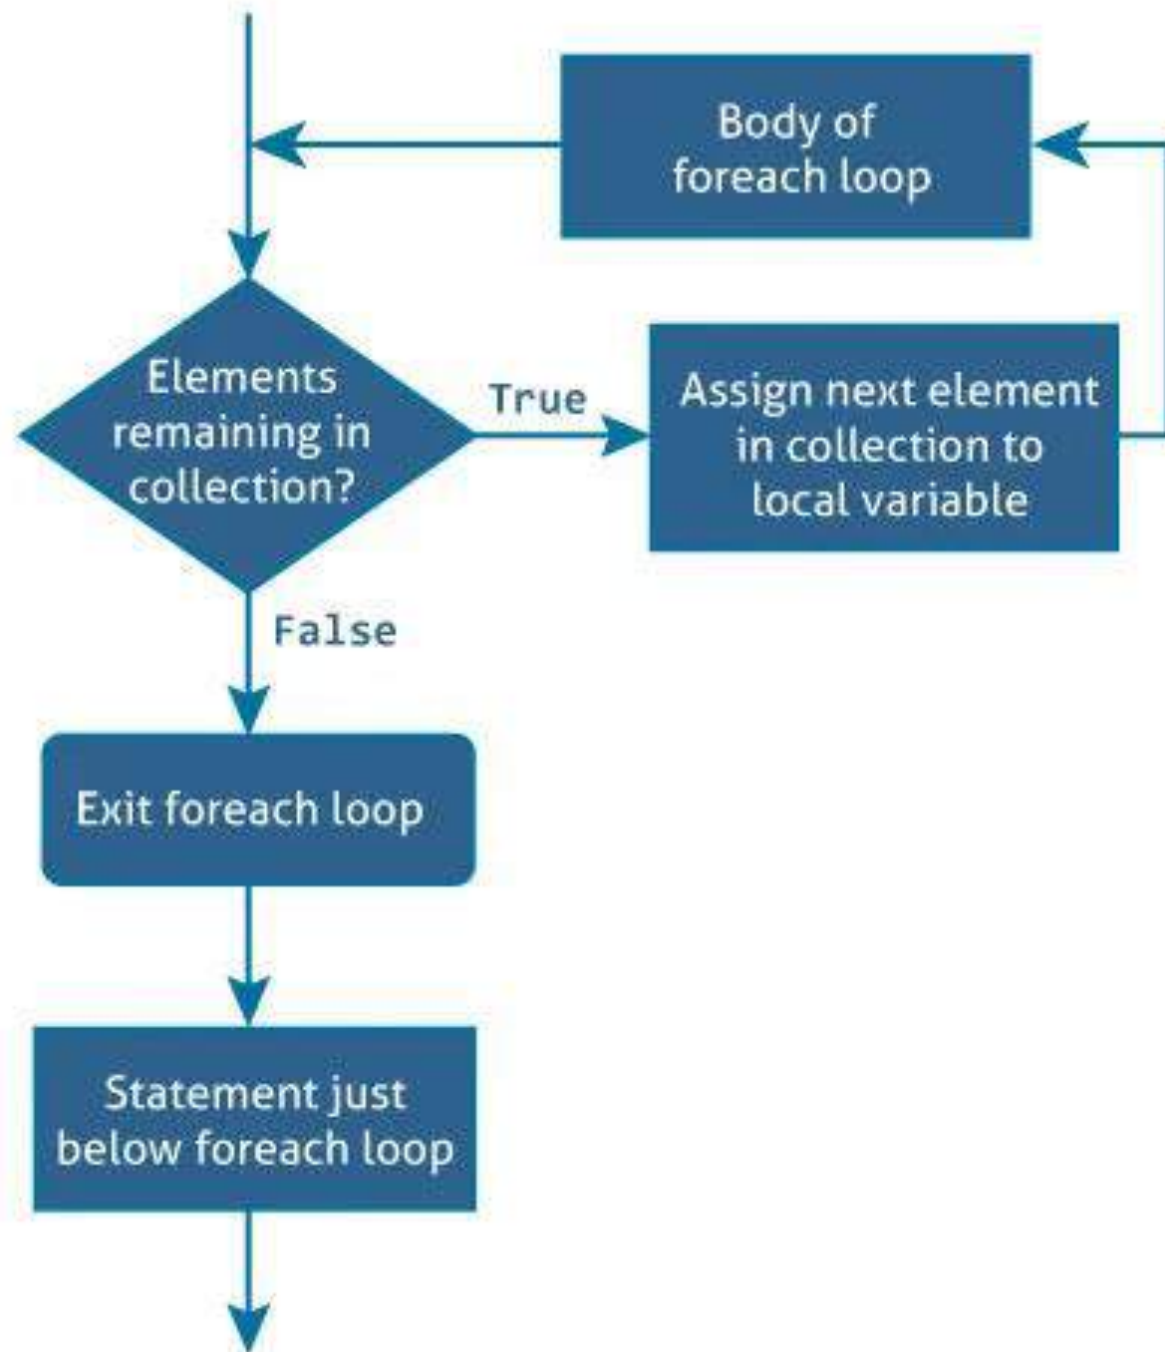 Body of
foreach loop
Elements
remaining in
collection?
True
Assign next element
in collection to
local variable
False
Exit foreach loop
Statement just
below foreach loop